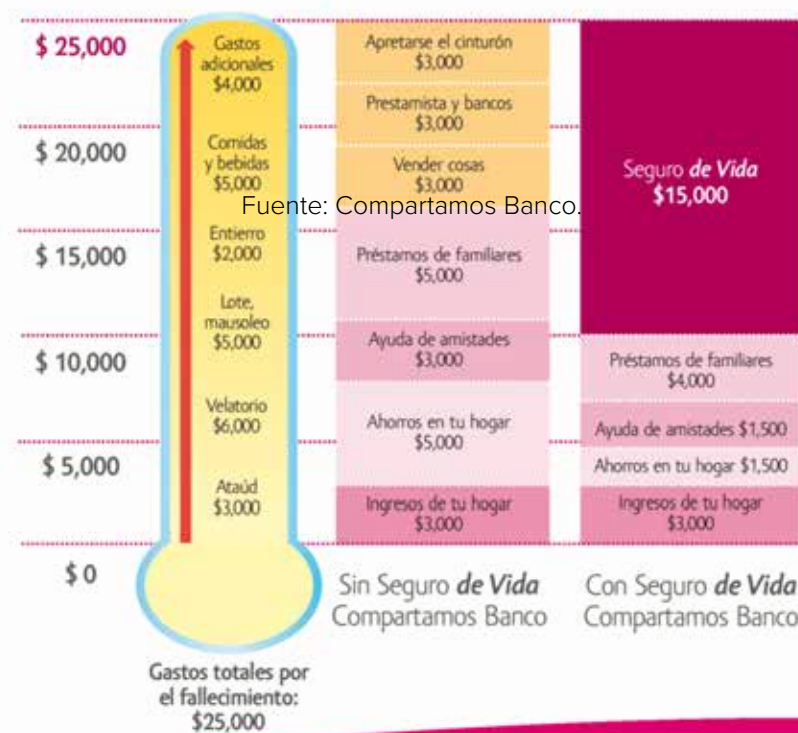 $ 25,000
$ 20,000
$ 15,000
$ 10,000
$ 5,000
$ 0
Gastos
adicionales
$4,000
Comidas
y bebidas
$5,000
Entierro
$2,000
Lote,
mausoleo
$5,000
Velatorio
$6,000
Ataúd
$3,000
Gastos totales por
el fallecimiento:
$25,000
Apretarse el cinturón
$3,000
Prestamista y bancos
$3,000
Vender cosas
$3,000
Fuente: Compartamos Banco.
Préstamos de familiares
$5,000
Ayuda de amistades
$3,000
Ahorros en tu hogar
$5,000
Ingresos de tu hogar
$3,000
Sin Seguro de Vida
Compartamos Banco
Seguro de Vida
$15,000
Préstamos de familiares
$4,000
Ayuda de amistades $1,500
Ahorros en tu hogar $1,500
Ingresos de tu hogar
$3,000
Con Seguro de Vida
Compartamos Banco